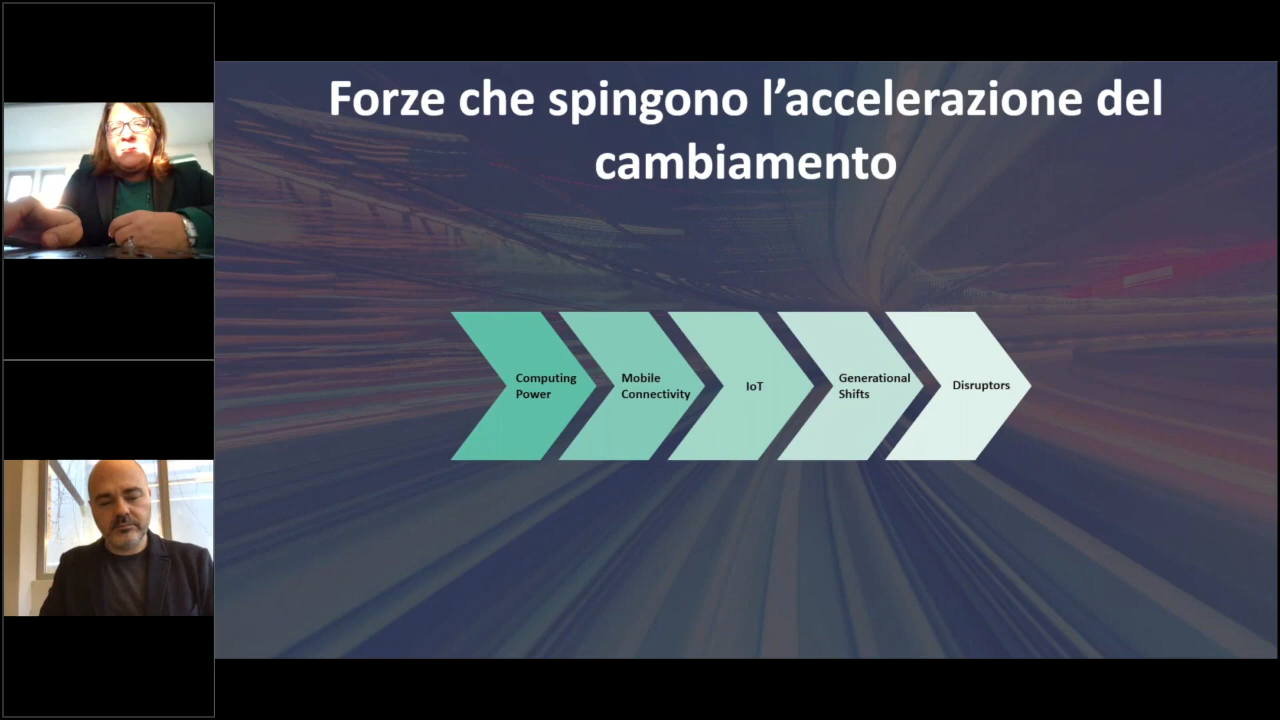 Forze che spingono l’accelerazione del
cambiamento
Computing
Power
Mobile
Connectivity
IoT
Generational
Shifts
Disruptors